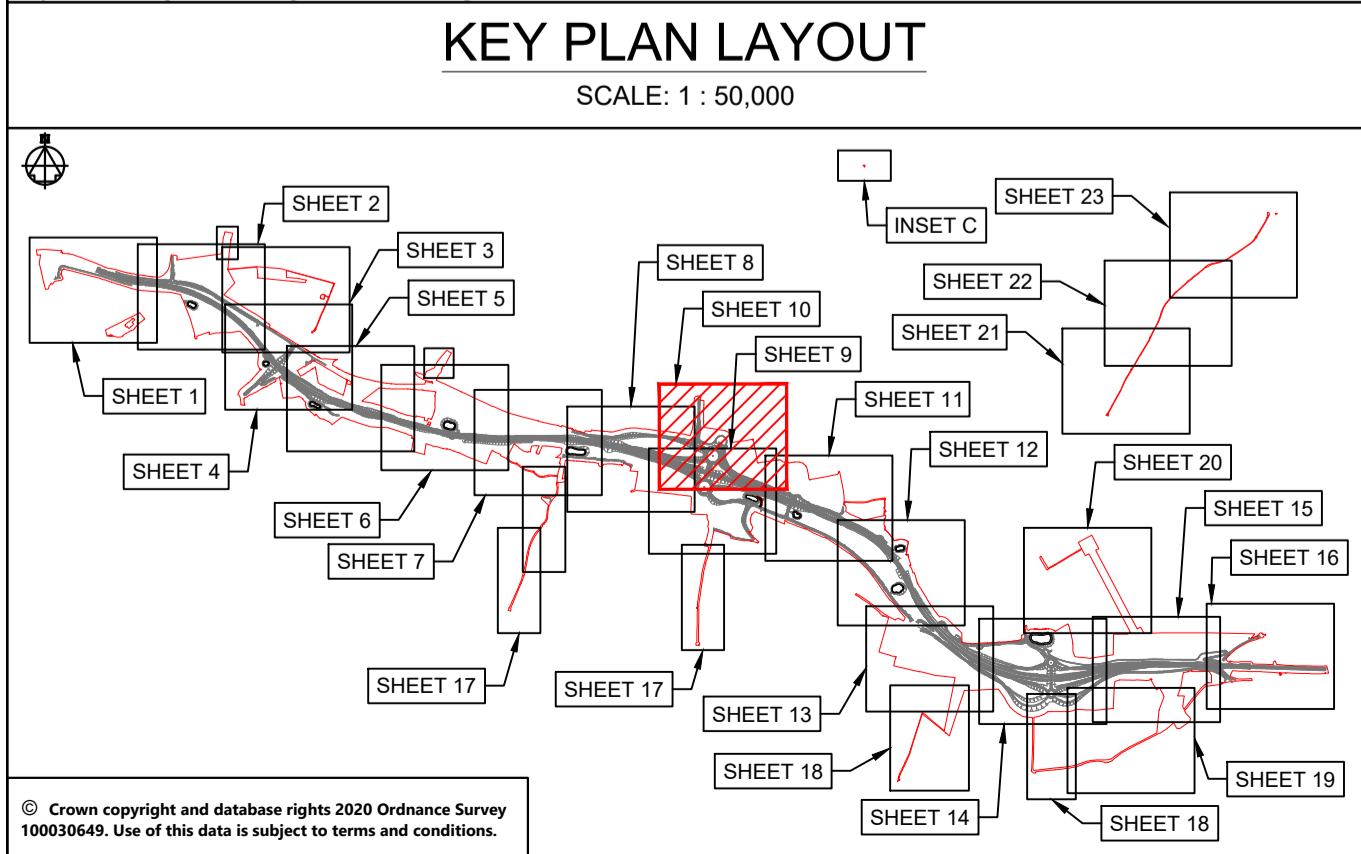 KEY PLAN LAYOUT
SCALE: 1 : 50,000
N
INSET C
SHEET 23
SHEET 2
SHEET 3
SHEET 8
SHEET 22
SHEET 5
SHEET 10
SHEET 21
SHEET 9
SHEET 1
SHEET 11
SHEET 12
SHEET 4
SHEET 20
SHEET 6
SHEET 15
SHEET 7
SHEET 16
SHEET 17
SHEET 17
SHEET 13
SHEET 18
SHEET 19
SHEET 14
SHEET 18
© Crown copyright and database rights 2020 Ordnance Survey
100030649. Use of this data is subject to terms and conditions.